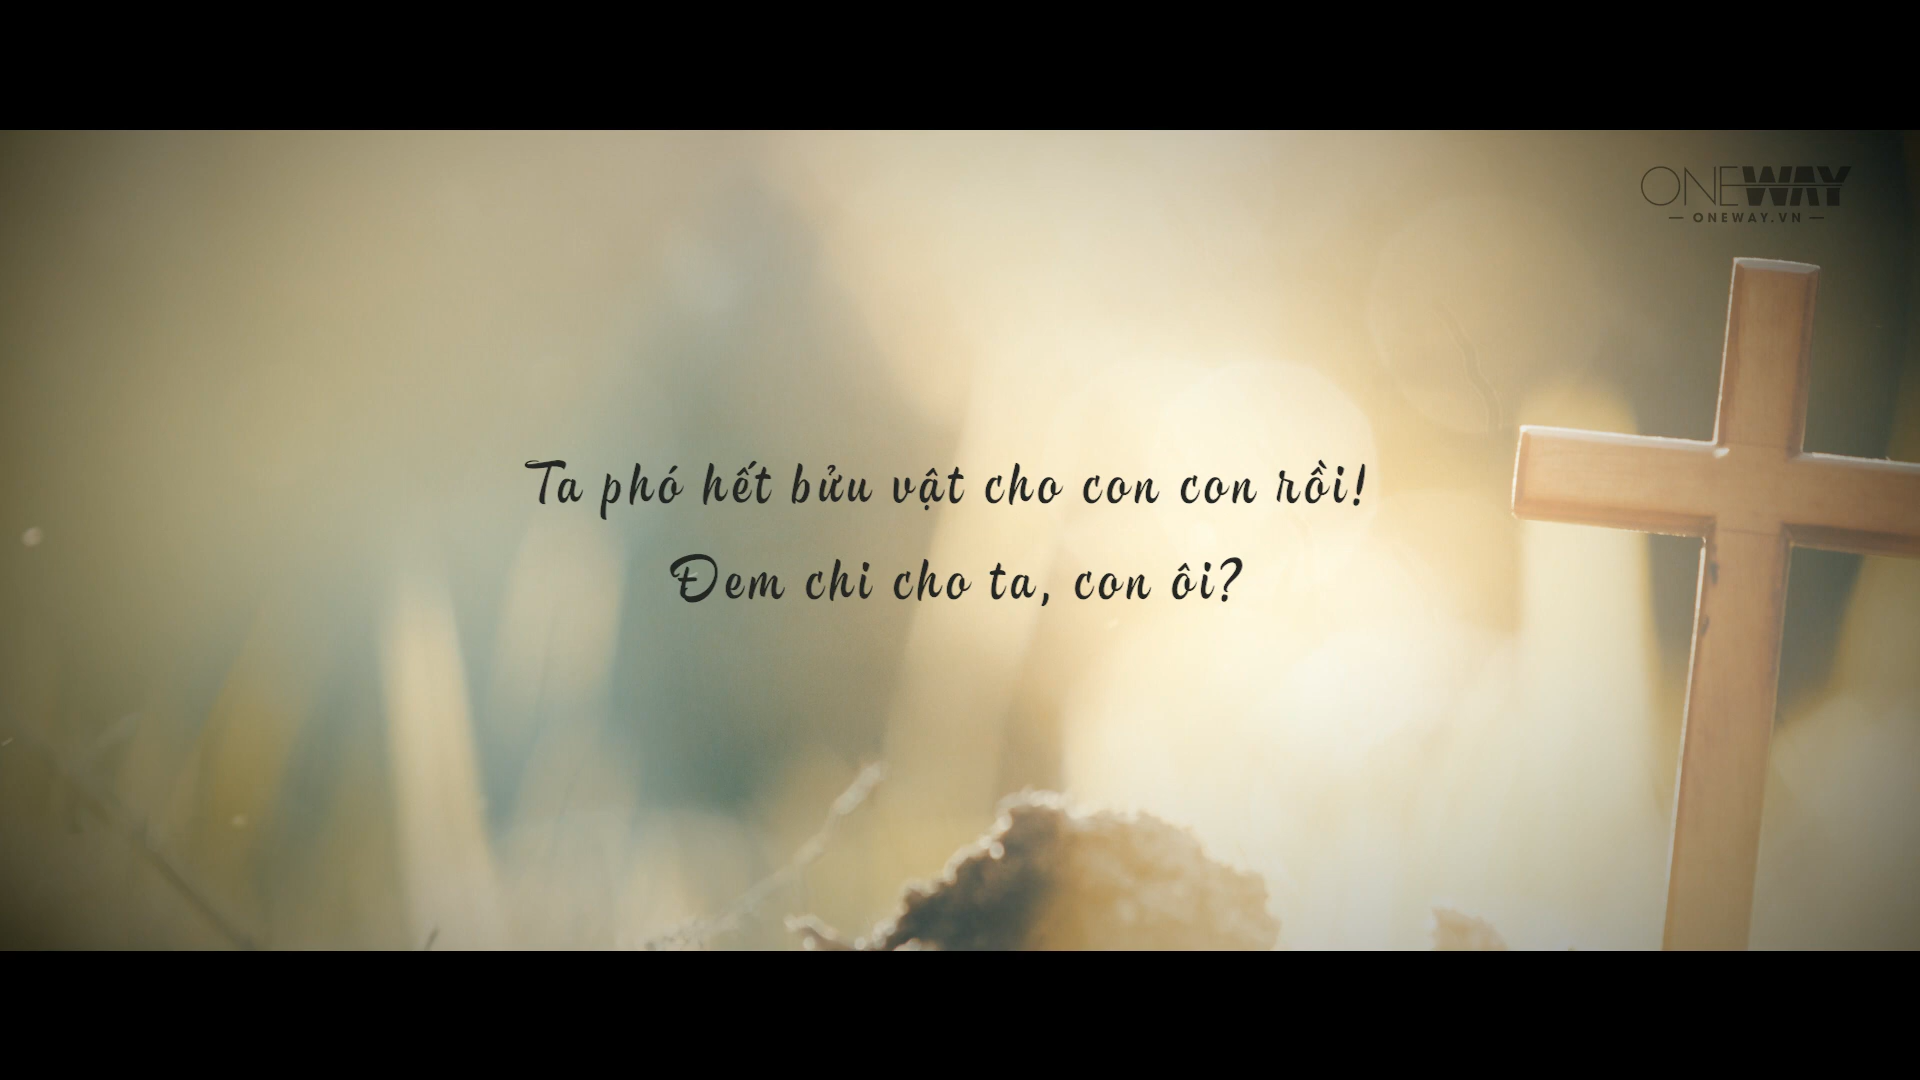 ONEWAY
— ONEWAY.VN —
Ta phó hết bửu vật cho con con rồi!
Đem chi cho ta, con ôi?